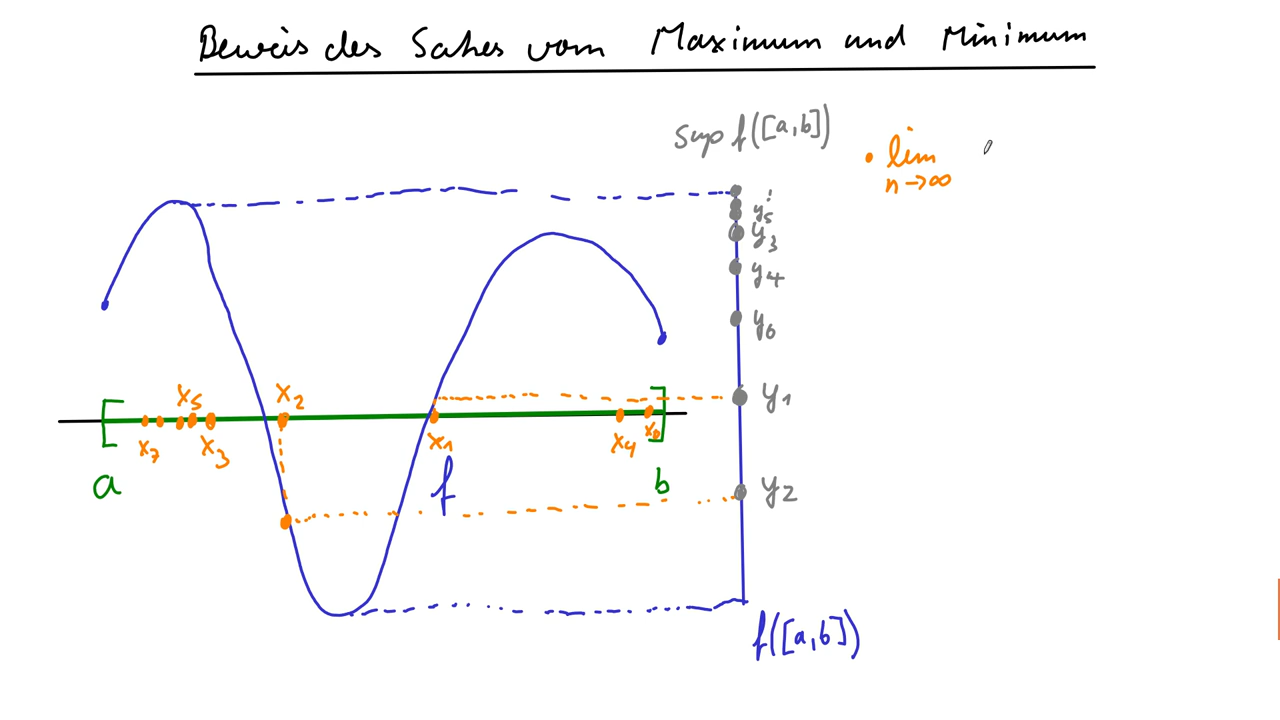 Beweis des Satzes vom Maximum und Minimum
sup f([a,b])
• lim
n→∞
y₅
y₃
y₄
y₆
x₅
x₂
y₁
x₇
x₃
x₁
x₄
x₆
a
f
b
y₂
f([a,b])